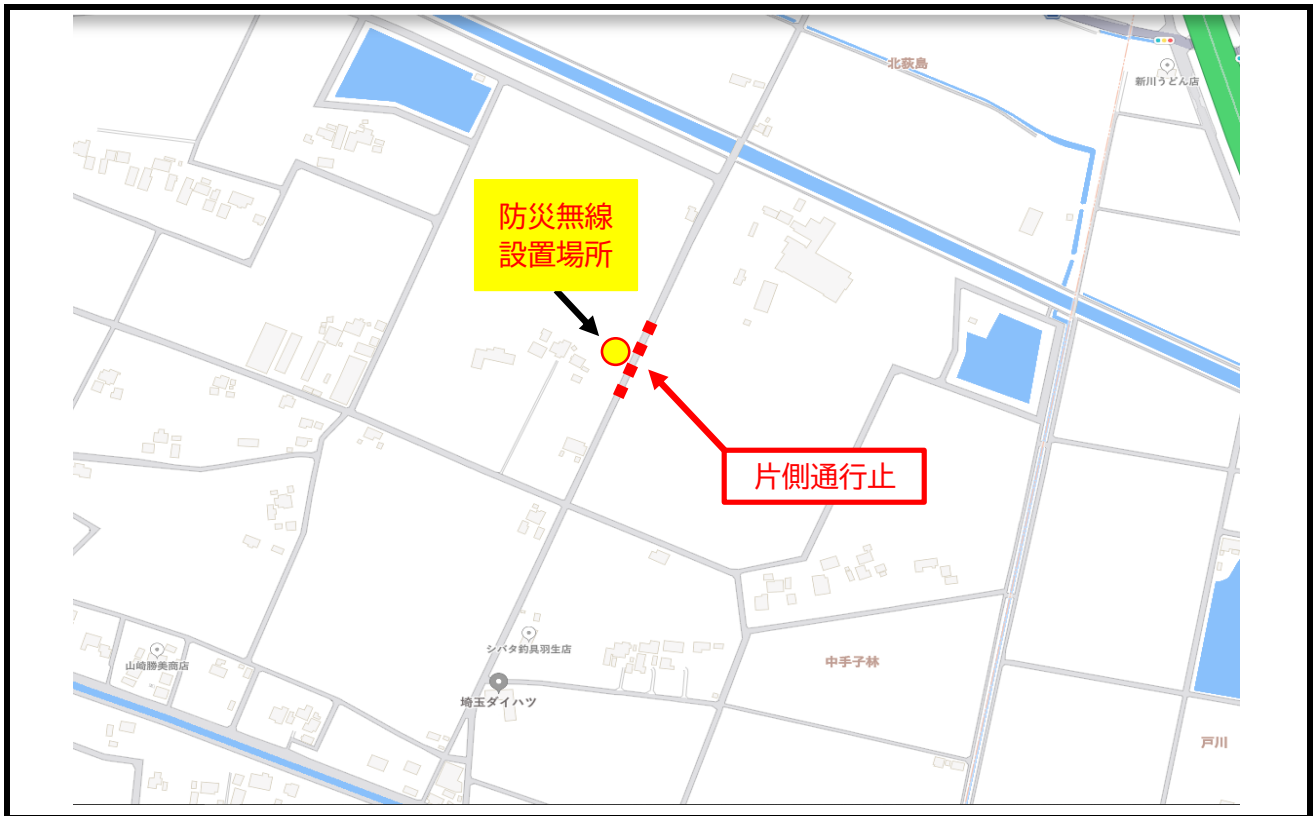 北荻島
新川うどん店
防災無線
設置場所
片側通行止
シバタ釣具羽生店
山崎勝美商店
埼玉ダイハツ
中手子林
戸川